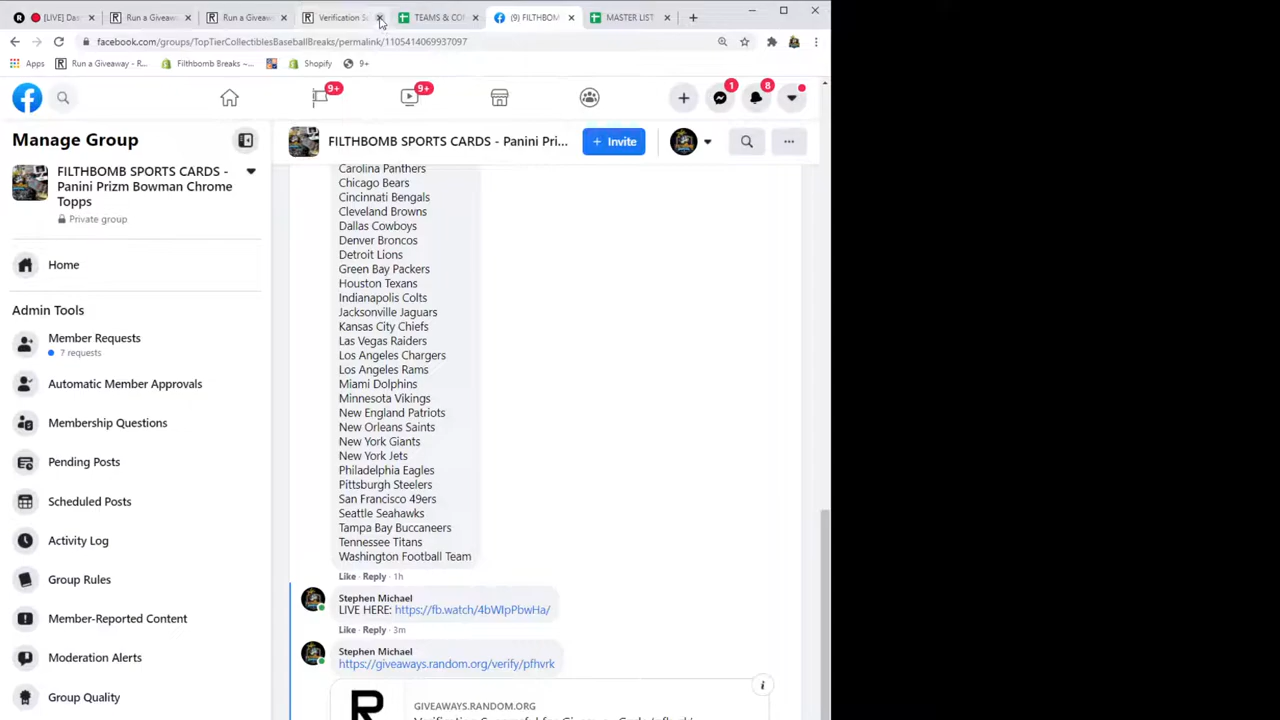 [LIVE] Das
Run a Giveaw
Run a Giveaw
Verification S
TEAMS & CO
(9) FILTHBOM
MASTER LIST
facebook.com/groups/TopTierCollectiblesBaseballBreaks/permalink/1105414069937097
Apps
Run a Giveaway - R...
Filthbomb Breaks ~...
Shopify
9+
9+
9+
1
8
Manage Group
FILTHBOMB SPORTS CARDS -
Panini Prizm Bowman Chrome
Topps
Private group
Home
Admin Tools
Member Requests
7 requests
Automatic Member Approvals
Membership Questions
Pending Posts
Scheduled Posts
Activity Log
Group Rules
Member-Reported Content
Moderation Alerts
Group Quality
FILTHBOMB SPORTS CARDS - Panini Pri...
+ Invite
Carolina Panthers
Chicago Bears
Cincinnati Bengals
Cleveland Browns
Dallas Cowboys
Denver Broncos
Detroit Lions
Green Bay Packers
Houston Texans
Indianapolis Colts
Jacksonville Jaguars
Kansas City Chiefs
Las Vegas Raiders
Los Angeles Chargers
Los Angeles Rams
Miami Dolphins
Minnesota Vikings
New England Patriots
New Orleans Saints
New York Giants
New York Jets
Philadelphia Eagles
Pittsburgh Steelers
San Francisco 49ers
Seattle Seahawks
Tampa Bay Buccaneers
Tennessee Titans
Washington Football Team
Like · Reply · 1h
Stephen Michael
LIVE HERE: https://fb.watch/4bWlpPbwHa/
Like · Reply · 3m
Stephen Michael
https://giveaways.random.org/verify/pfhvrk
R
GIVEAWAYS.RANDOM.ORG